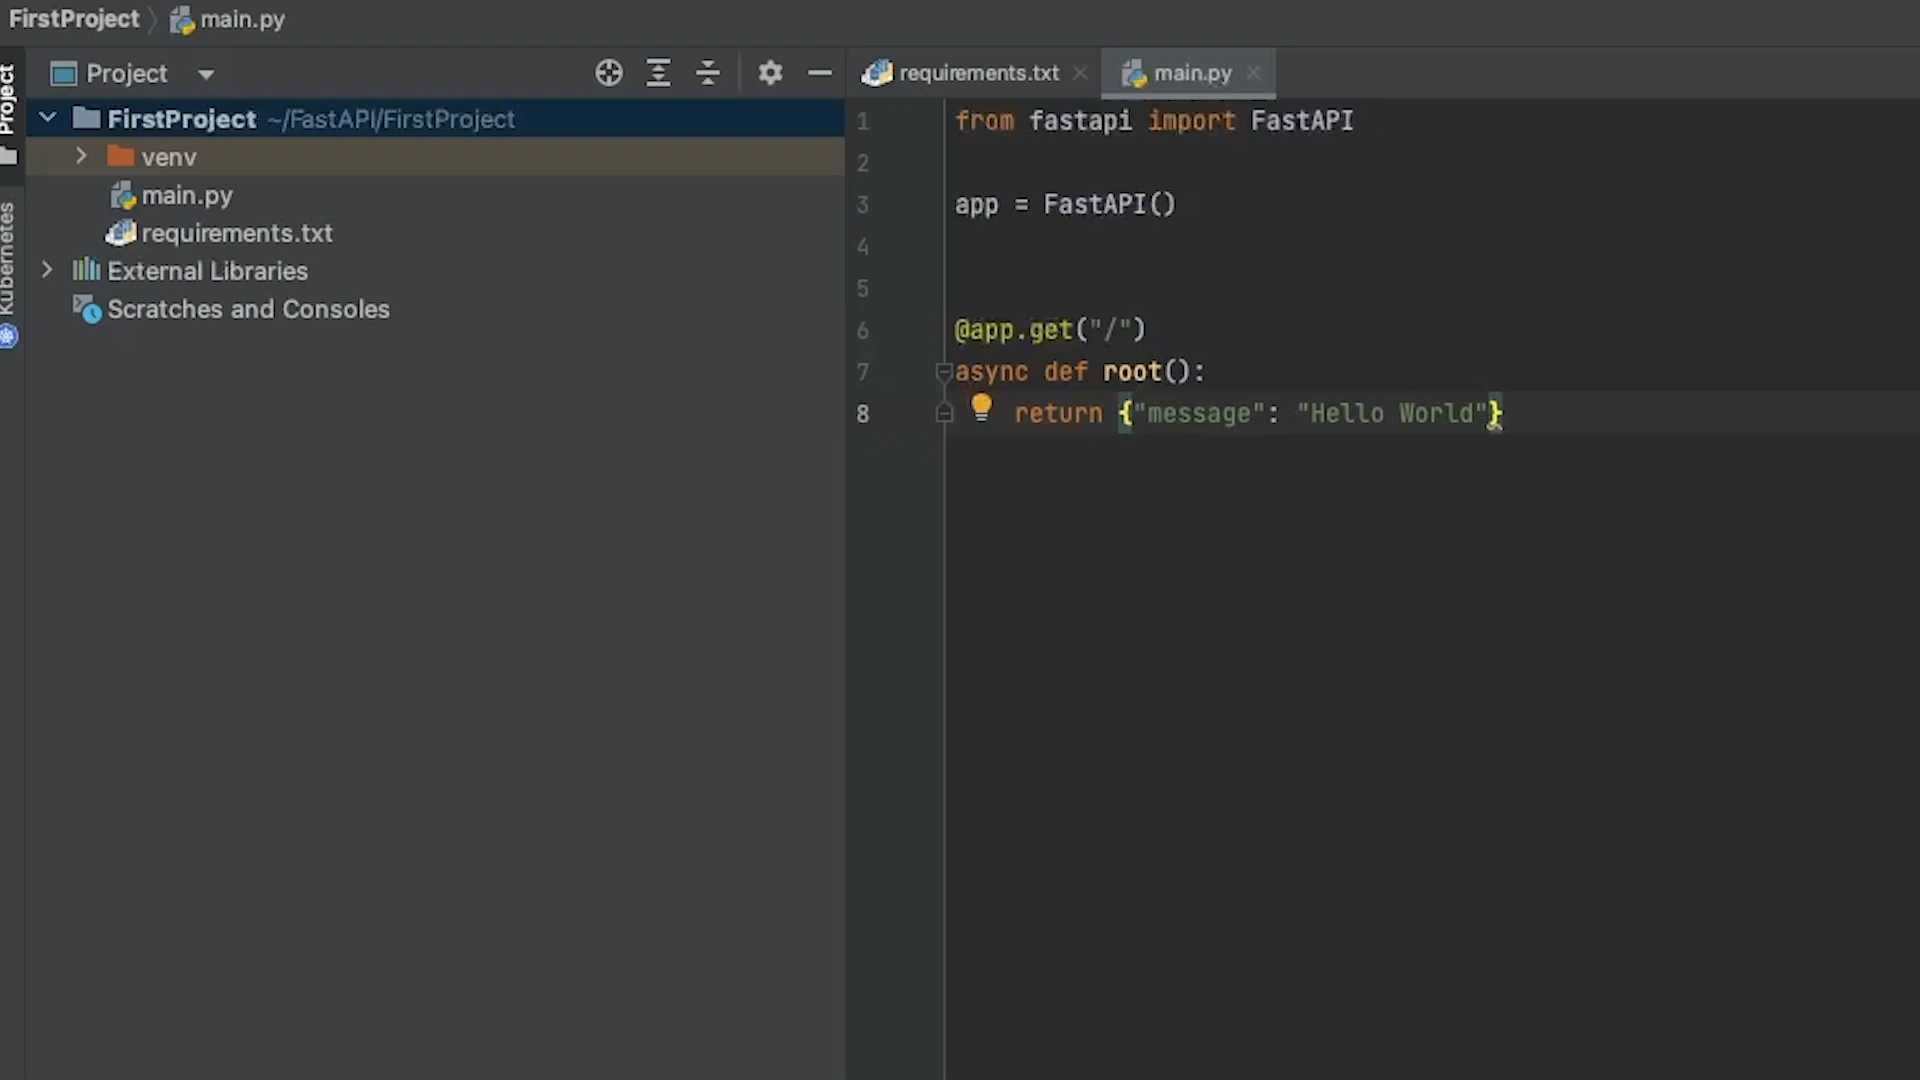 FirstProject main.py
Project
Project
Kubernetes
FirstProject ~/FastAPI/FirstProject
venv
main.py
requirements.txt
External Libraries
Scratches and Consoles
requirements.txt
main.py
1 from fastapi import FastAPI
2
3 app = FastAPI()
4
5
6 @app.get("/")
7 async def root():
8 return {"message": "Hello World"}